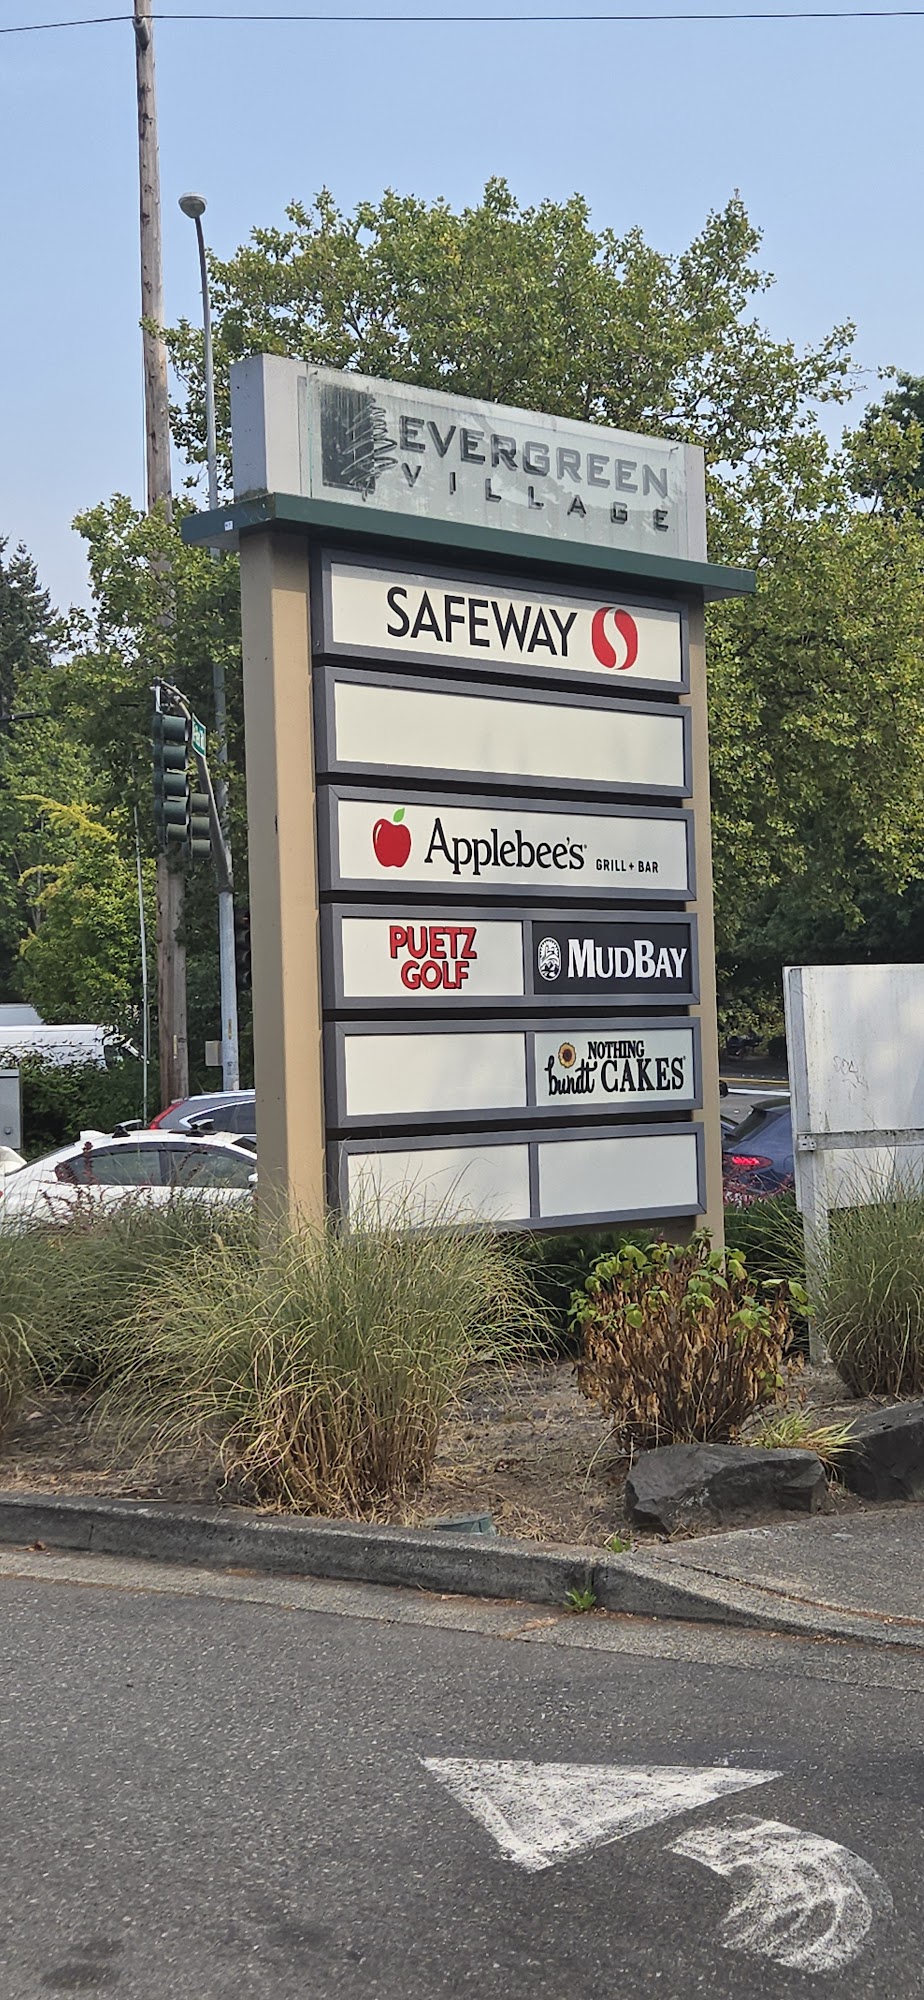 EVERGREEN
VILLAGE
SAFEWAY
Applebee's GRILL + BAR
PUETZ
GOLF
MUDBAY
NOTHING
bundt CAKES